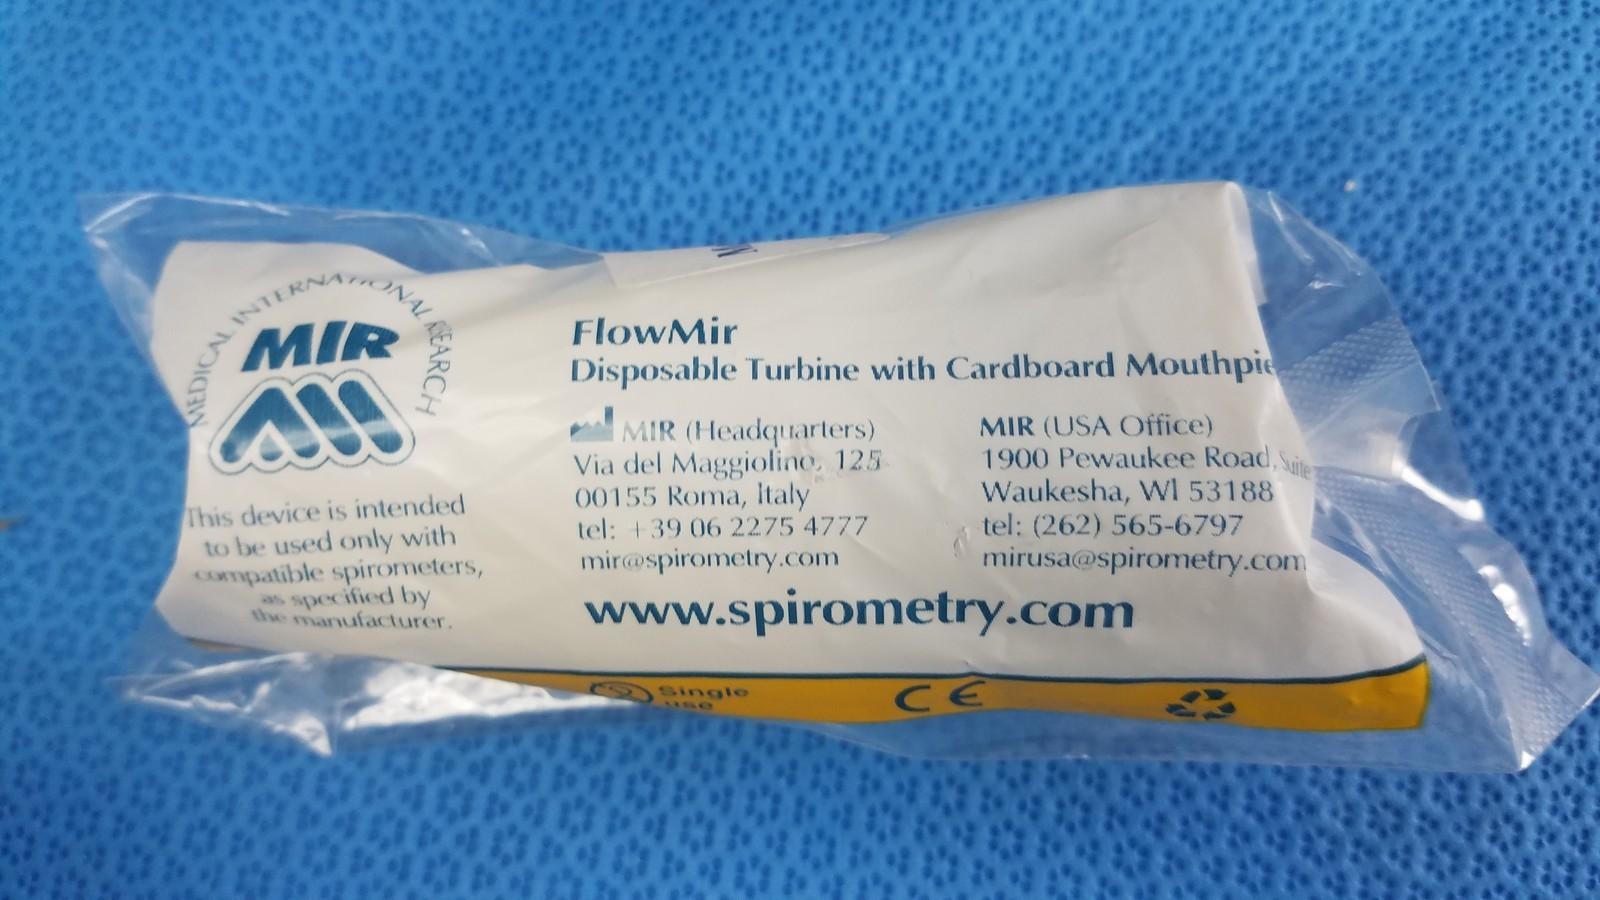 MEDICAL INTERNATIONAL RESEARCH
MIR
This device is intended
to be used only with
compatible spirometers,
as specified by
the manufacturer.
FlowMir
Disposable Turbine with Cardboard Mouthpie
MIR (Headquarters)
Via del Maggiolino, 125
00155 Roma, Italy
tel: +39 06 2275 4777
mir@spirometry.com
MIR (USA Office)
1900 Pewaukee Road, Suite
Waukesha, WI 53188
tel: (262) 565-6797
mirusa@spirometry.com
www.spirometry.com
2 Single
use
CE